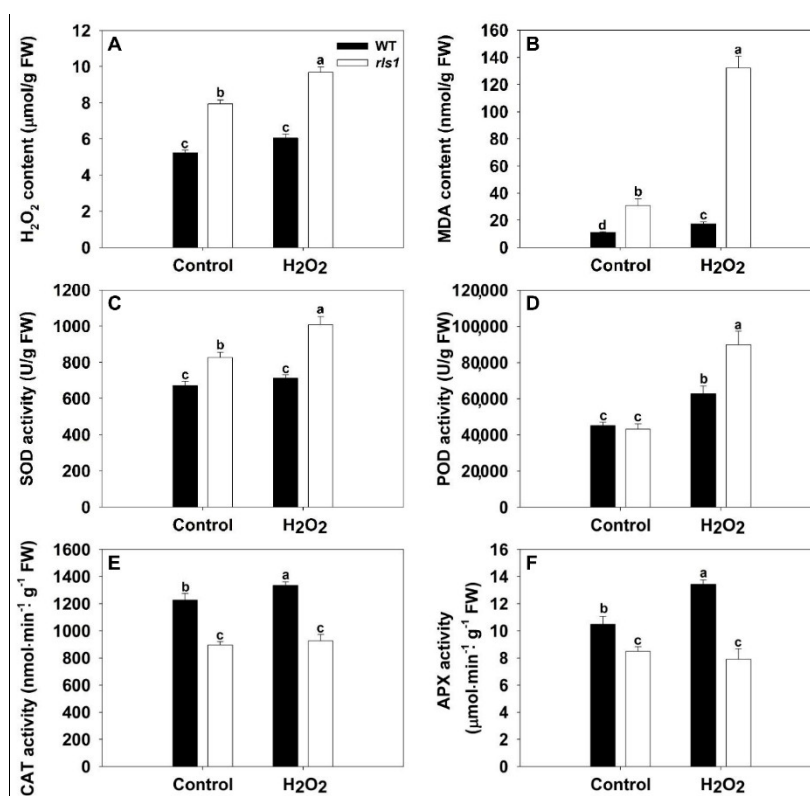 A
WT
rls1
H2O2 content (μmol/g FW)
12
10
8
6
4
2
0
c
b
c
a
Control
H2O2
B
MDA content (nmol/g FW)
160
140
120
100
80
60
40
20
0
d
b
c
a
Control
H2O2
C
SOD activity (U/g FW)
1200
1000
800
600
400
200
0
c
b
c
a
Control
H2O2
D
POD activity (U/g FW)
120,000
100,000
80,000
60,000
40,000
20,000
0
c
c
b
a
Control
H2O2
E
CAT activity (nmol·min⁻¹· g⁻¹ FW)
1600
1400
1200
1000
800
600
400
200
0
b
c
a
c
Control
H2O2
F
APX activity
(μmol·min⁻¹· g⁻¹ FW)
16
14
12
10
8
6
4
2
0
b
c
a
c
Control
H2O2